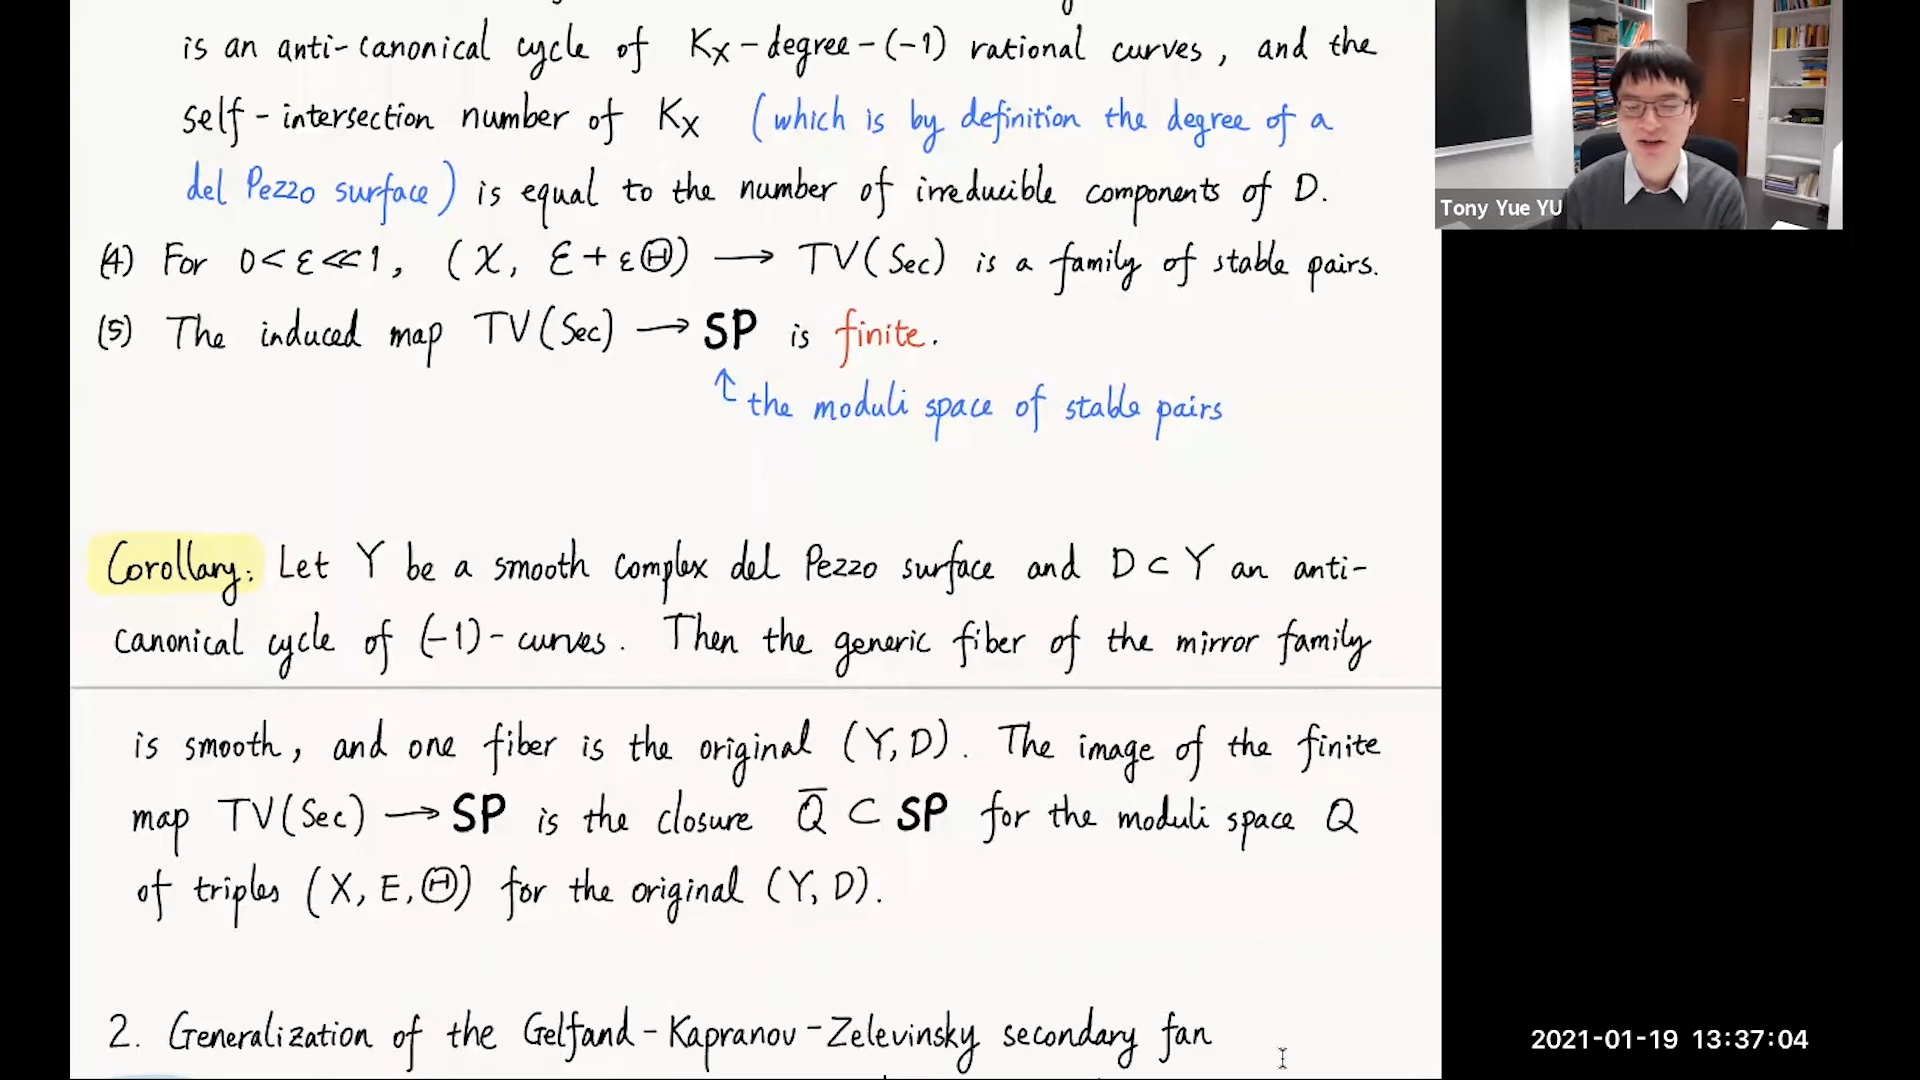 is an anti-canonical cycle of K_X-degree-(-1) rational curves, and the
self-intersection number of K_X (which is by definition the degree of a
del Pezzo surface) is equal to the number of irreducible components of D.
(4) For 0<ε≪1, (𝒳, ℰ+εΘ) → TV(Sec) is a family of stable pairs.
(5) The induced map TV(Sec) → SP is finite.
↑ the moduli space of stable pairs
Corollary: Let Y be a smooth complex del Pezzo surface and D⊂Y an anti-
canonical cycle of (-1)-curves. Then the generic fiber of the mirror family
is smooth, and one fiber is the original (Y, D). The image of the finite
map TV(Sec) → SP is the closure Q̄ ⊂ SP for the moduli space Q
of triples (X, E, Θ) for the original (Y, D).
2. Generalization of the Gelfand-Kapranov-Zelevinsky secondary fan
Tony Yue YU
2021-01-19 13:37:04